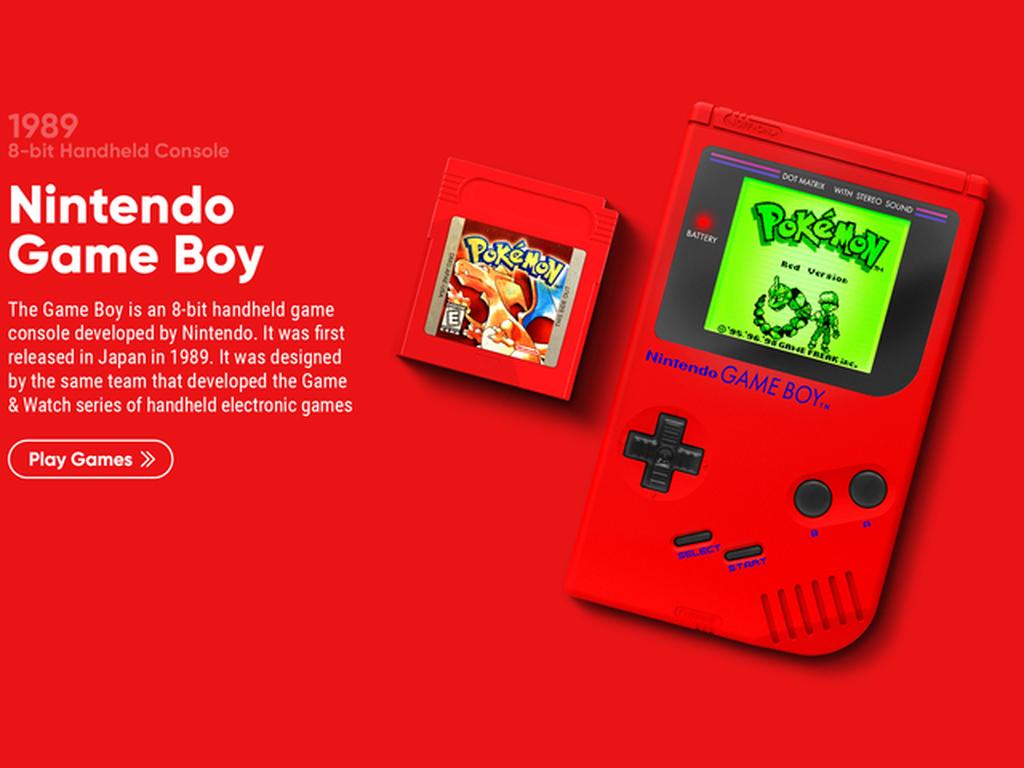 1989
8-bit Handheld Console
Nintendo
Game Boy
The Game Boy is an 8-bit handheld game
console developed by Nintendo. It was first
released in Japan in 1989. It was designed
by the same team that developed the Game
& Watch series of handheld electronic games
Play Games
POKéMON
E
THIS SIDE OUT
DOT MATRIX WITH STEREO SOUND
BATTERY
POKéMON
Red Version
©'95.'96.'98 GAME FREAK inc.
Nintendo GAME BOY TM
B
A
SELECT
START